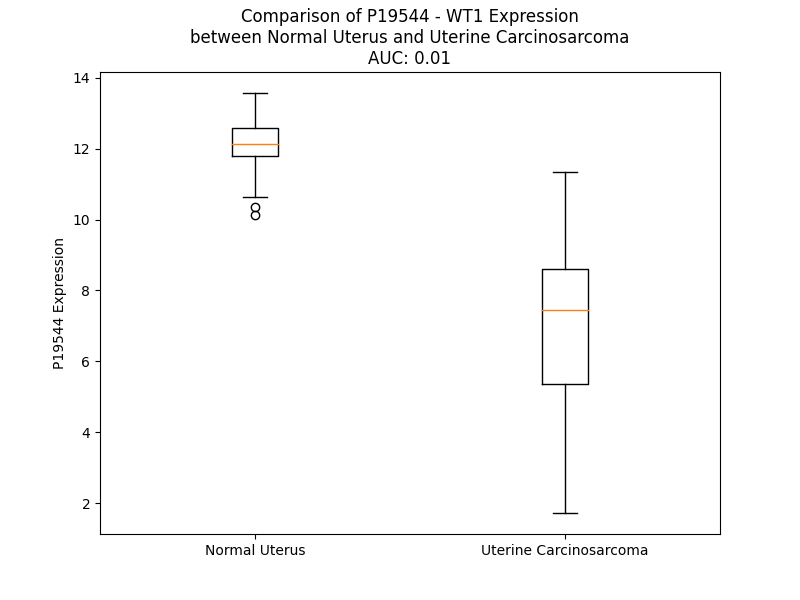 Comparison of P19544 - WT1 Expression
between Normal Uterus and Uterine Carcinosarcoma
AUC: 0.01
14
12
10
8
6
4
2
P19544 Expression
Normal Uterus
Uterine Carcinosarcoma